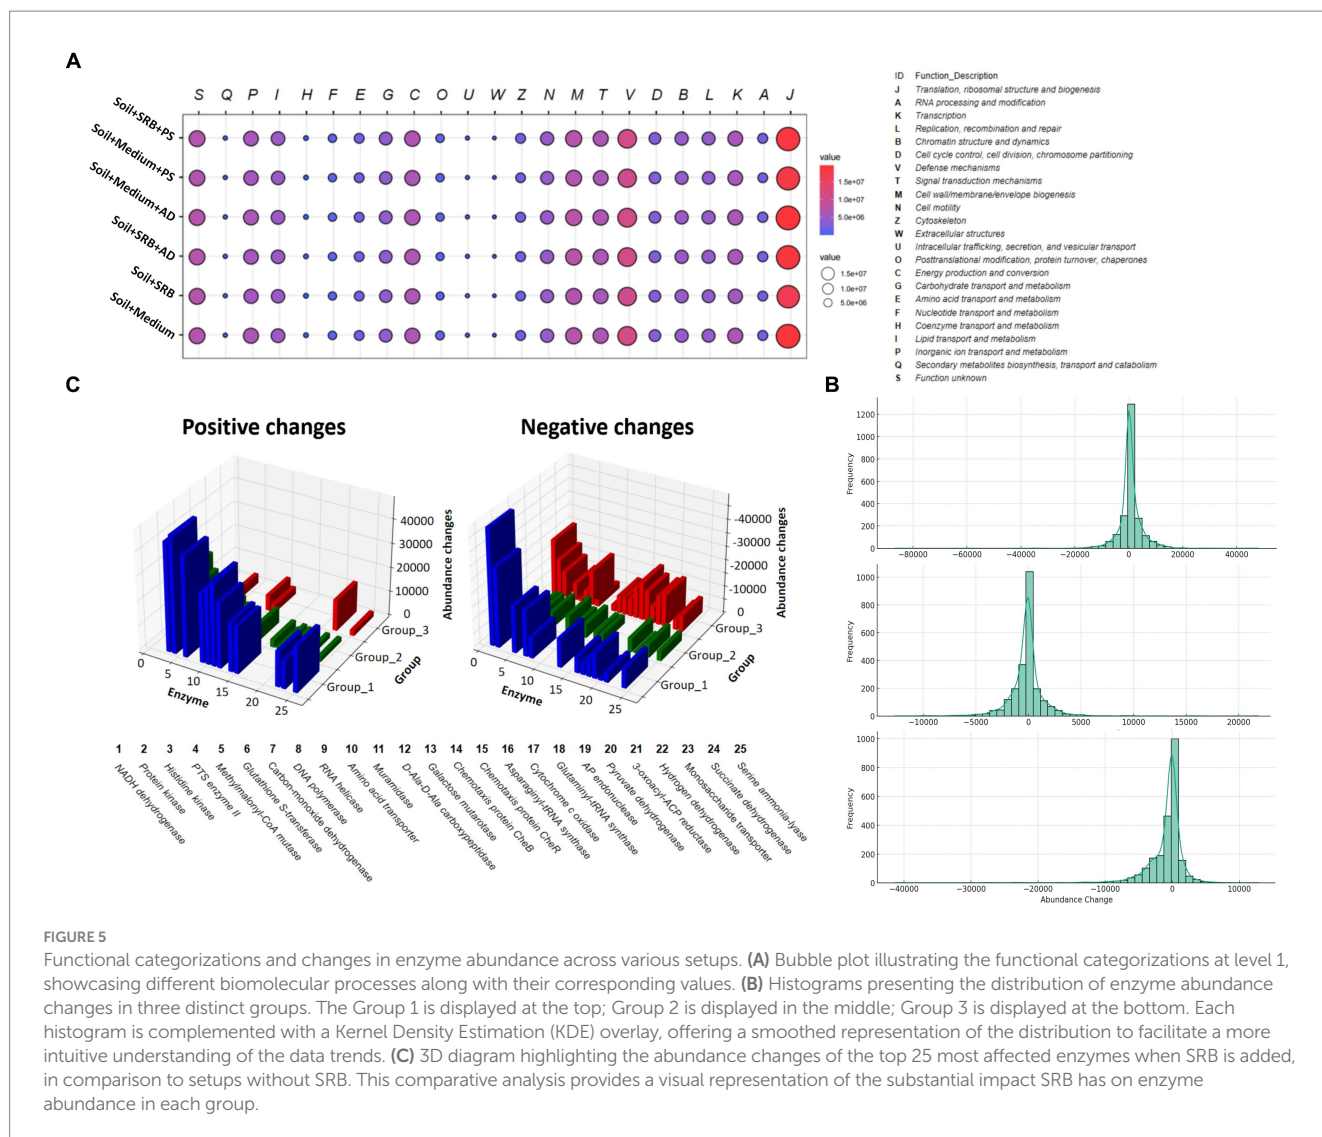 A
S Q P I H F E G C O U W Z N M T V D B L K A J
Soil+SRB+PS
Soil+Medium+PS
Soil+Medium+AD
Soil+SRB+AD
Soil+SRB
Soil+Medium
value
1.5e+07
1.0e+07
5.0e+06
value
1.5e+07
1.0e+07
5.0e+06
ID Function_Description
J Translation, ribosomal structure and biogenesis
A RNA processing and modification
K Transcription
L Replication, recombination and repair
B Chromatin structure and dynamics
D Cell cycle control, cell division, chromosome partitioning
V Defense mechanisms
T Signal transduction mechanisms
M Cell wall/membrane/envelope biogenesis
N Cell motility
Z Cytoskeleton
W Extracellular structures
U Intracellular trafficking, secretion, and vesicular transport
O Posttranslational modification, protein turnover, chaperones
C Energy production and conversion
G Carbohydrate transport and metabolism
E Amino acid transport and metabolism
F Nucleotide transport and metabolism
H Coenzyme transport and metabolism
I Lipid transport and metabolism
P Inorganic ion transport and metabolism
Q Secondary metabolites biosynthesis, transport and catabolism
S Function unknown
C
Positive changes
40000
30000
20000
10000
0
Abundance changes
Group_3
Group_2
Group_1
Group
0 5 10 15 20 25
Enzyme
Negative changes
-40000
-30000
-20000
-10000
0
Abundance changes
Group_3
Group_2
Group_1
Group
0 5 10 15 20 25
Enzyme
1 2 3 4 5 6 7 8 9 10 11 12 13 14 15 16 17 18 19 20 21 22 23 24 25
NADH dehydrogenase
Protein kinase
Histidine kinase
PTS enzyme II
Methylmalonyl-CoA mutase
Glutathione S-transferase
Carbon-monoxide dehydrogenase
DNA polymerase
RNA helicase
Amino acid transporter
Muramidase
D-Ala-D-Ala carboxypeptidase
Galactose mutarotase
Chemotaxis protein CheB
Chemotaxis protein CheR
Asparaginyl-tRNA synthase
Cytochrome c oxidase
Glutaminyl-tRNA synthase
AP endonuclease
Pyruvate dehydrogenase
3-oxoacyl-ACP reductase
Hydrogen dehydrogenase
Monosaccharide transporter
Succinate dehydrogenase
Serine ammonia-lyase
B
Frequency
1200
1000
800
600
400
200
0
−80000 −60000 −40000 −20000 0 20000 40000
Frequency
1000
800
600
400
200
0
−10000 −5000 0 5000 10000 15000 20000
Frequency
1000
800
600
400
200
0
−40000 −30000 −20000 −10000 0 10000
Abundance Change
FIGURE 5
Functional categorizations and changes in enzyme abundance across various setups. (A) Bubble plot illustrating the functional categorizations at level 1,
showcasing different biomolecular processes along with their corresponding values. (B) Histograms presenting the distribution of enzyme abundance
changes in three distinct groups. The Group 1 is displayed at the top; Group 2 is displayed in the middle; Group 3 is displayed at the bottom. Each
histogram is complemented with a Kernel Density Estimation (KDE) overlay, offering a smoothed representation of the distribution to facilitate a more
intuitive understanding of the data trends. (C) 3D diagram highlighting the abundance changes of the top 25 most affected enzymes when SRB is added,
in comparison to setups without SRB. This comparative analysis provides a visual representation of the substantial impact SRB has on enzyme
abundance in each group.